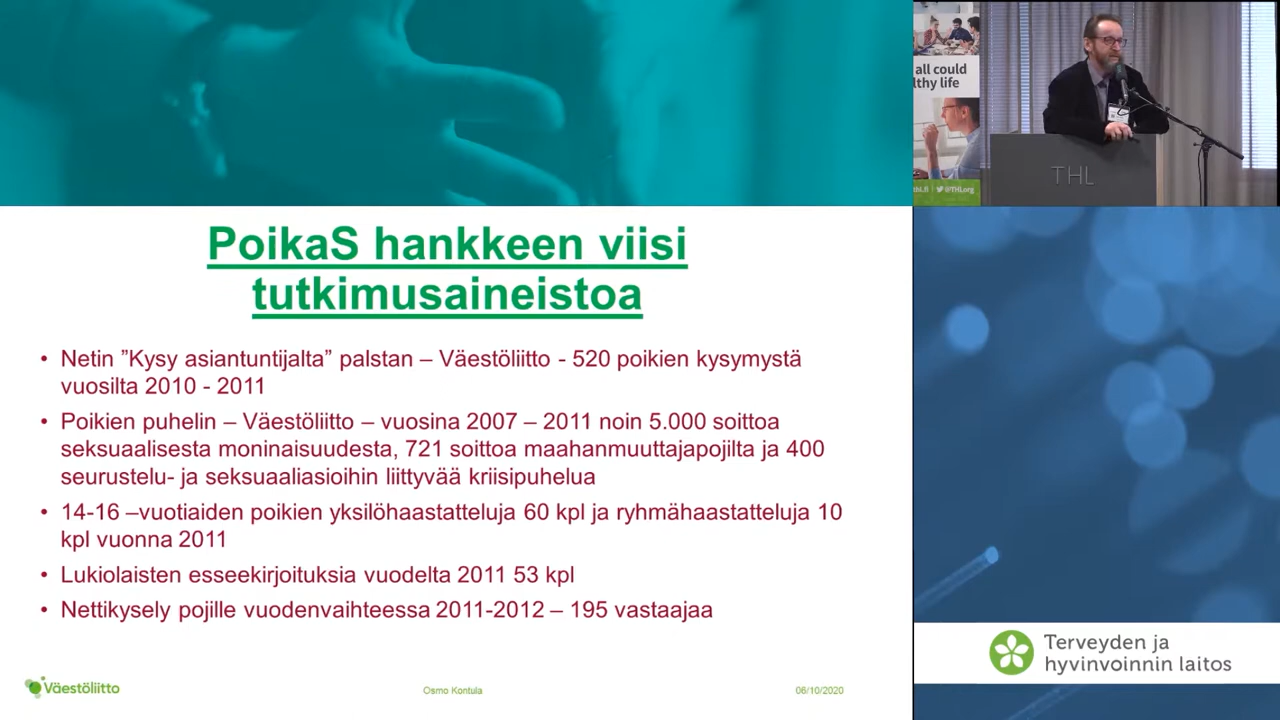 PoikaS hankkeen viisi
tutkimusaineistoa
• Netin ”Kysy asiantuntijalta” palstan – Väestöliitto - 520 poikien kysymystä
vuosilta 2010 - 2011
• Poikien puhelin – Väestöliitto – vuosina 2007 – 2011 noin 5.000 soittoa
seksuaalisesta moninaisuudesta, 721 soittoa maahanmuuttajapojilta ja 400
seurustelu- ja seksuaaliasioihin liittyvää kriisipuhelua
• 14-16 –vuotiaiden poikien yksilöhaastatteluja 60 kpl ja ryhmähaastatteluja 10
kpl vuonna 2011
• Lukiolaisten esseekirjoituksia vuodelta 2011 53 kpl
• Nettikysely pojille vuodenvaihteessa 2011-2012 – 195 vastaajaa
Väestöliitto
Osmo Kontula
06/10/2020
all could
lthy life
thl.fi | @THLorg
THL
Terveyden ja
hyvinvoinnin laitos